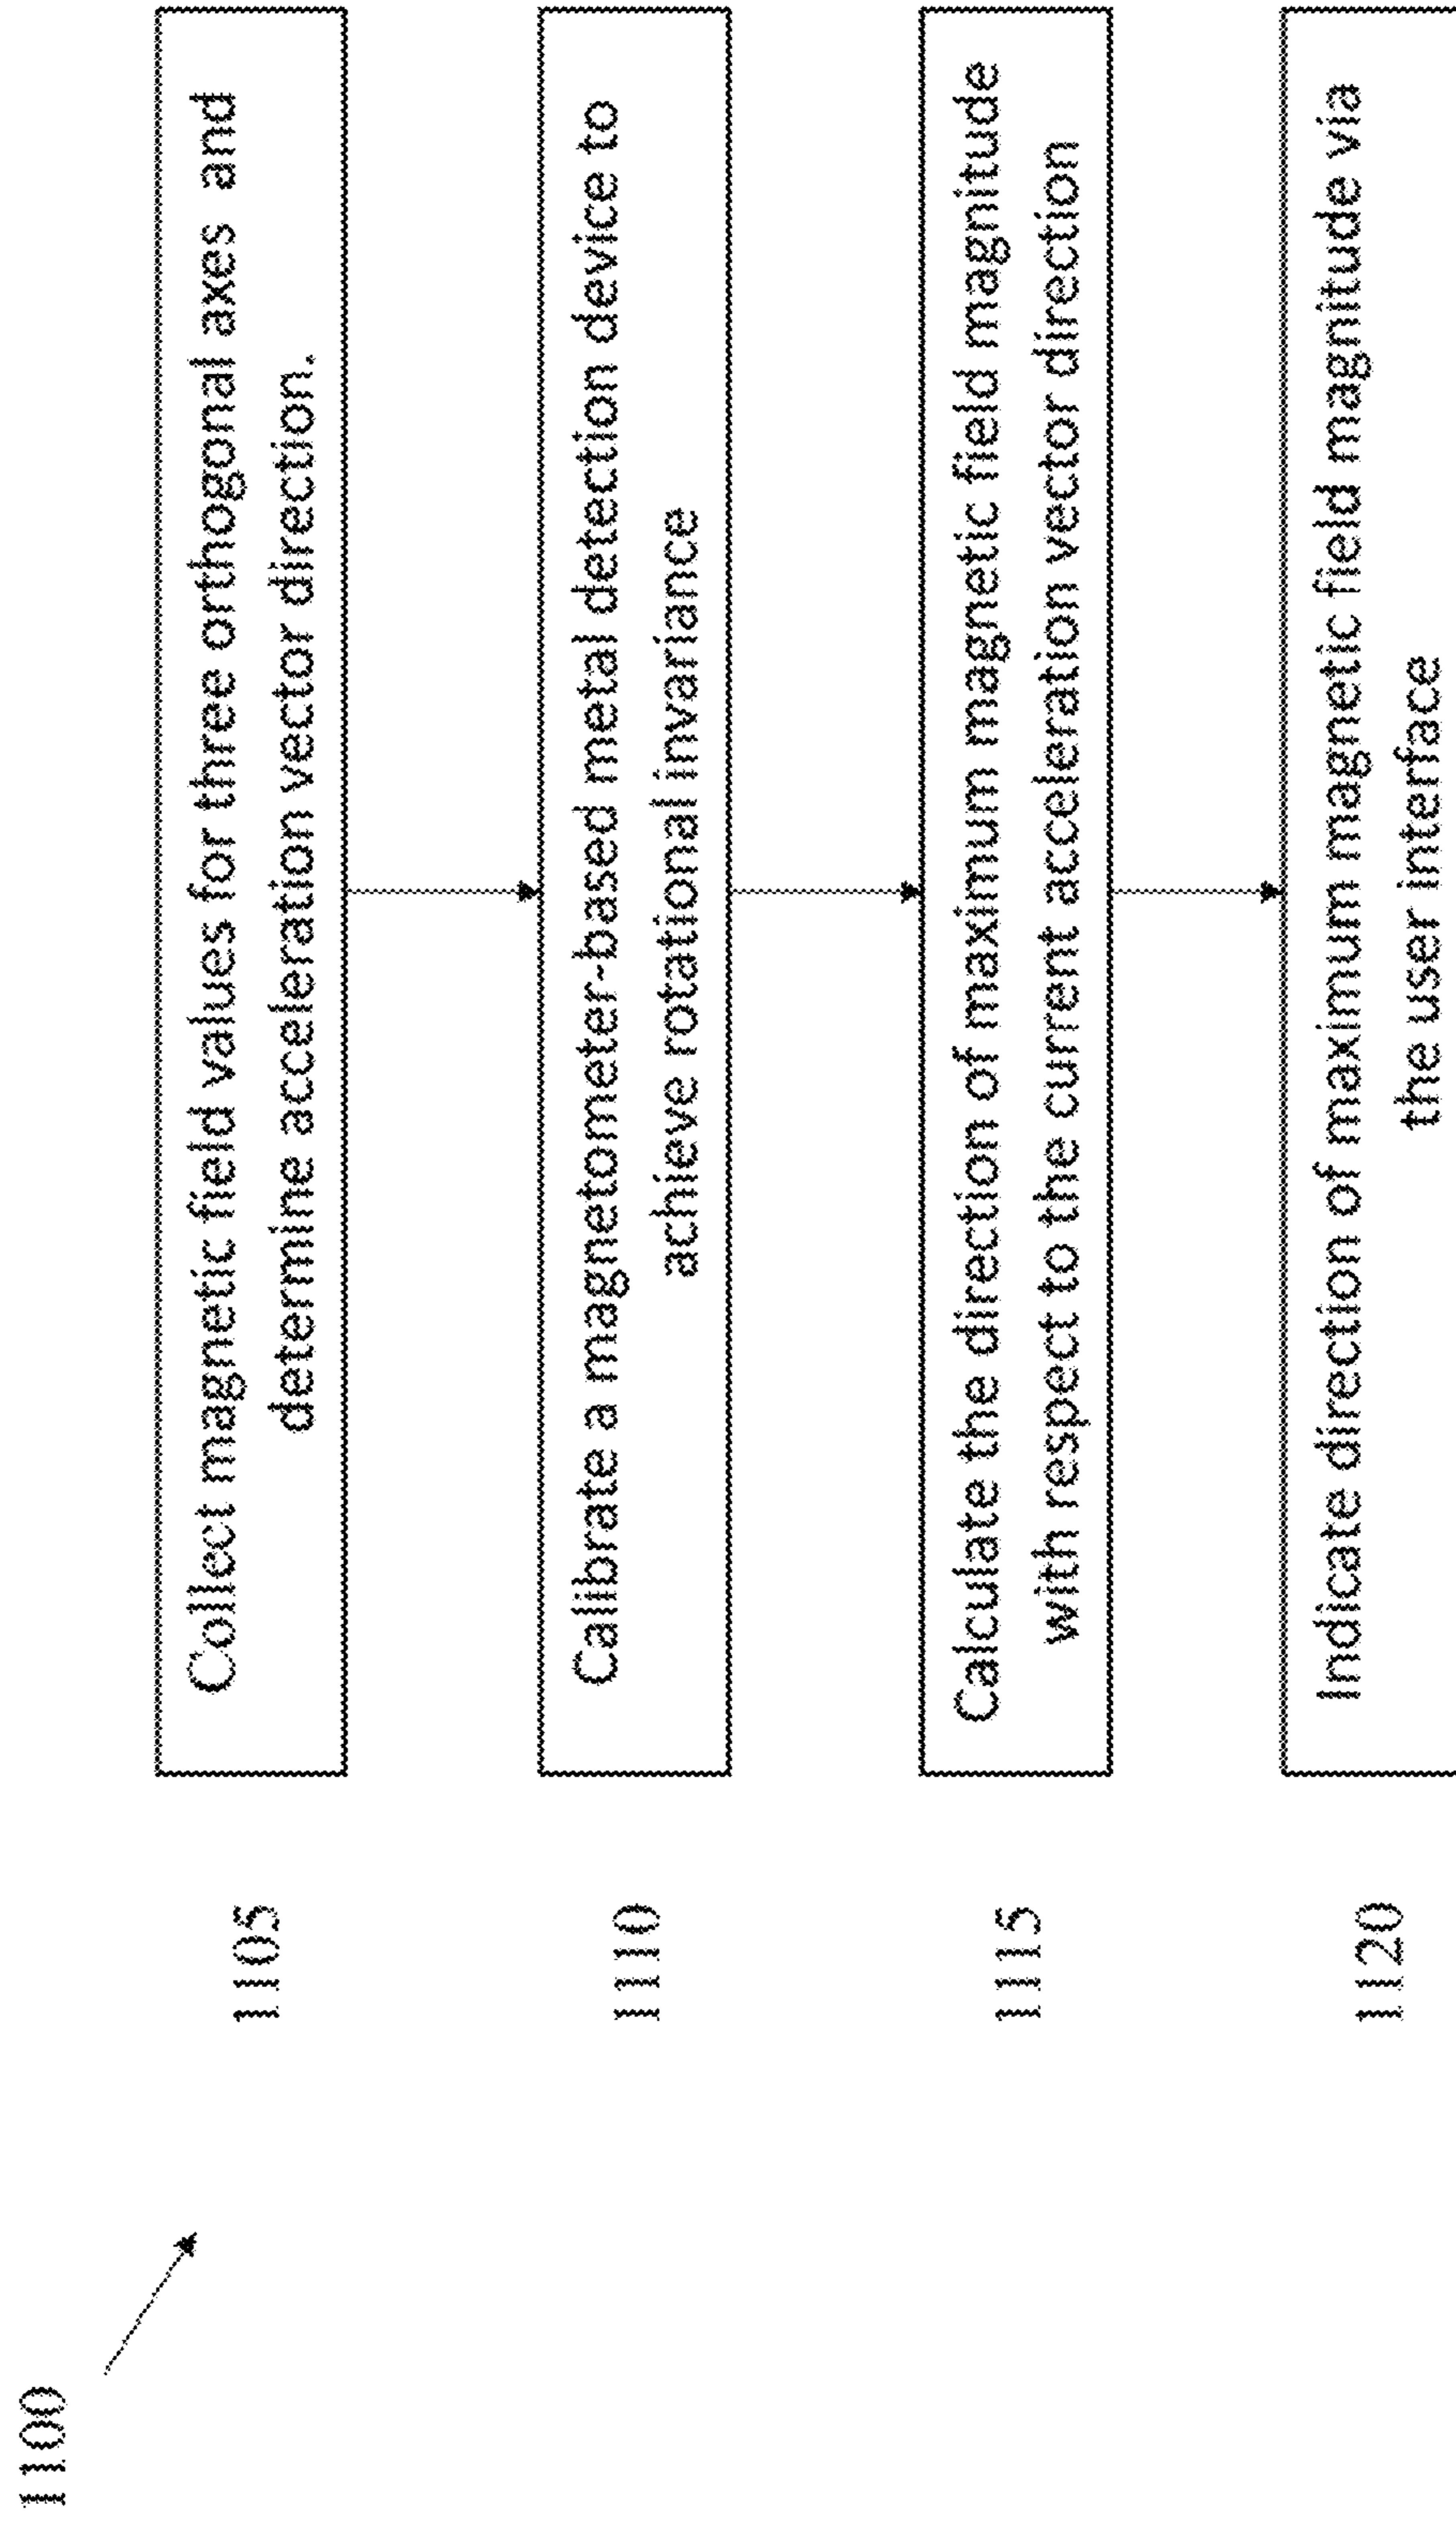 1100
1105
Collect magnetic field values for three orthogonal axes and
determine acceleration vector direction.
1110
Calibrate a magnetometer-based metal detection device to
achieve rotational invariance
1115
Calculate the direction of maximum magnetic field magnitude
with respect to the current acceleration vector direction
1120
Indicate direction of maximum magnetic field magnitude via
the user interface